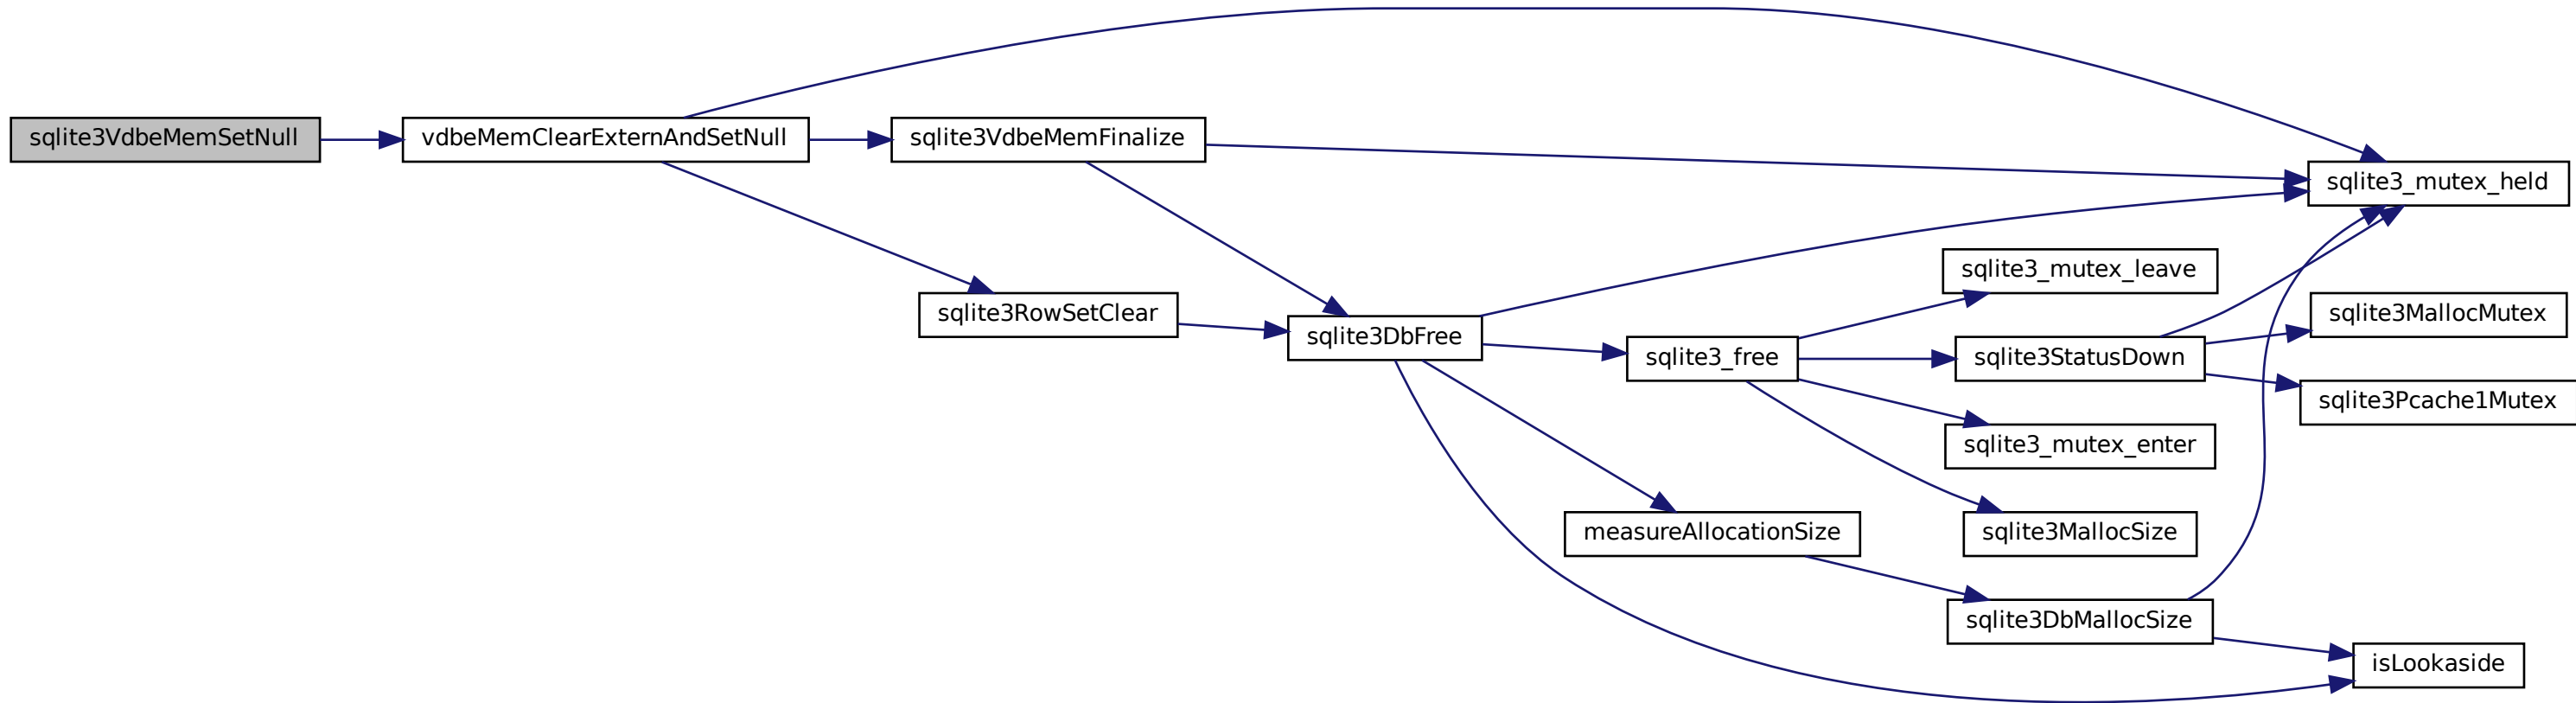 sqlite3VdbeMemSetNull
vdbeMemClearExternAndSetNull
sqlite3VdbeMemFinalize
sqlite3_mutex_held
sqlite3RowSetClear
sqlite3DbFree
sqlite3_free
sqlite3_mutex_leave
sqlite3StatusDown
sqlite3MallocMutex
sqlite3Pcache1Mutex
sqlite3_mutex_enter
sqlite3MallocSize
measureAllocationSize
sqlite3DbMallocSize
isLookaside